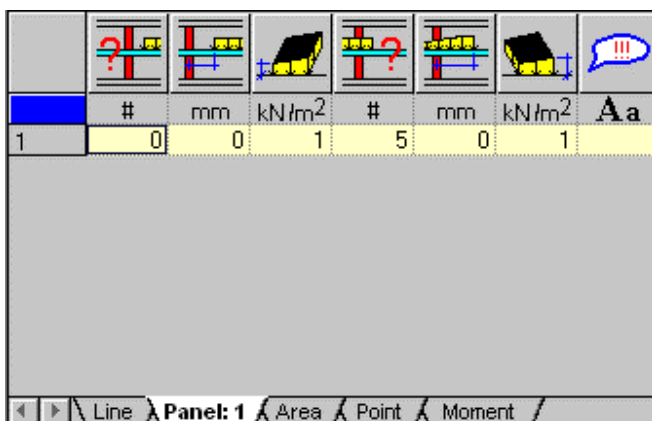 ? ? !!!
# mm kN/m² # mm kN/m² Aa
1 0 0 1 5 0 1
Line Panel: 1 Area Point Moment